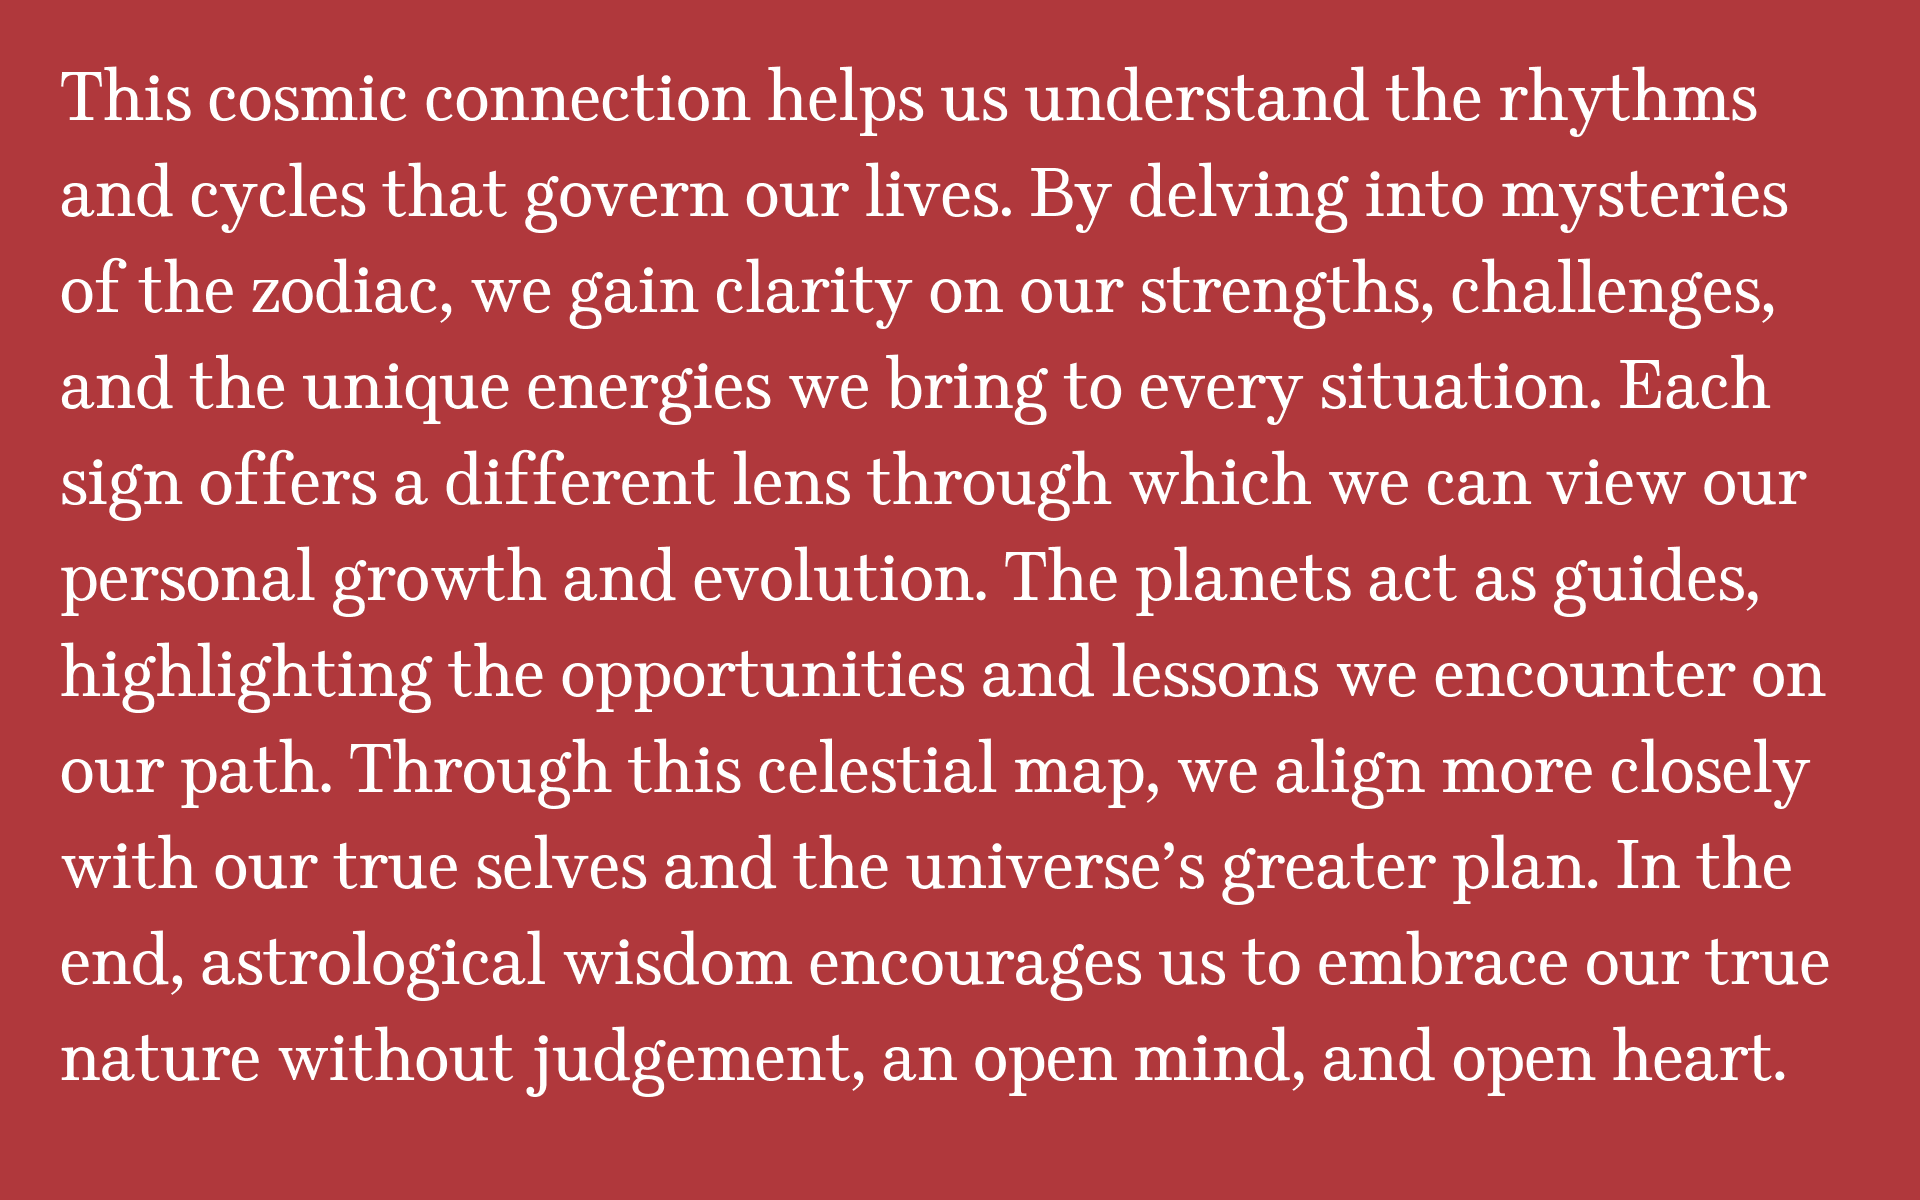 This cosmic connection helps us understand the rhythms
and cycles that govern our lives. By delving into mysteries
of the zodiac, we gain clarity on our strengths, challenges,
and the unique energies we bring to every situation. Each
sign offers a different lens through which we can view our
personal growth and evolution. The planets act as guides,
highlighting the opportunities and lessons we encounter on
our path. Through this celestial map, we align more closely
with our true selves and the universe’s greater plan. In the
end, astrological wisdom encourages us to embrace our true
nature without judgement, an open mind, and open heart.